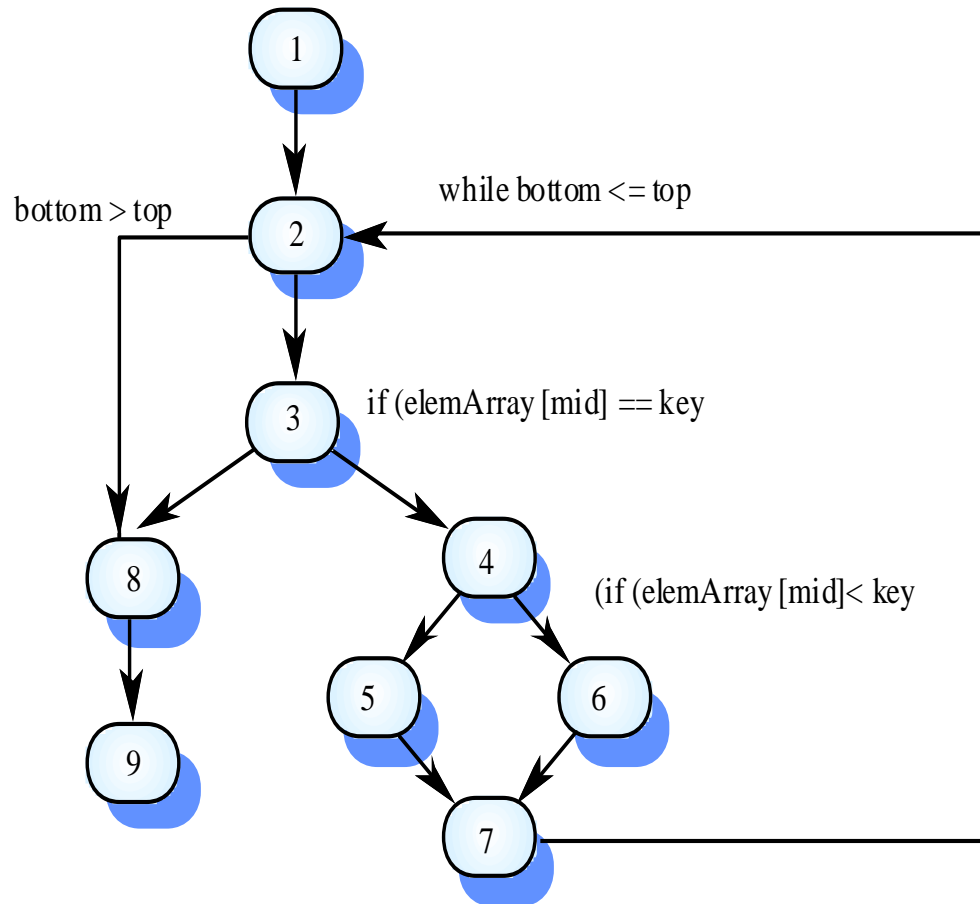 1
while bottom <= top
bottom > top
2
3
if (elemArray [mid] == key
8
4
(if (elemArray [mid]< key
5
6
9
7